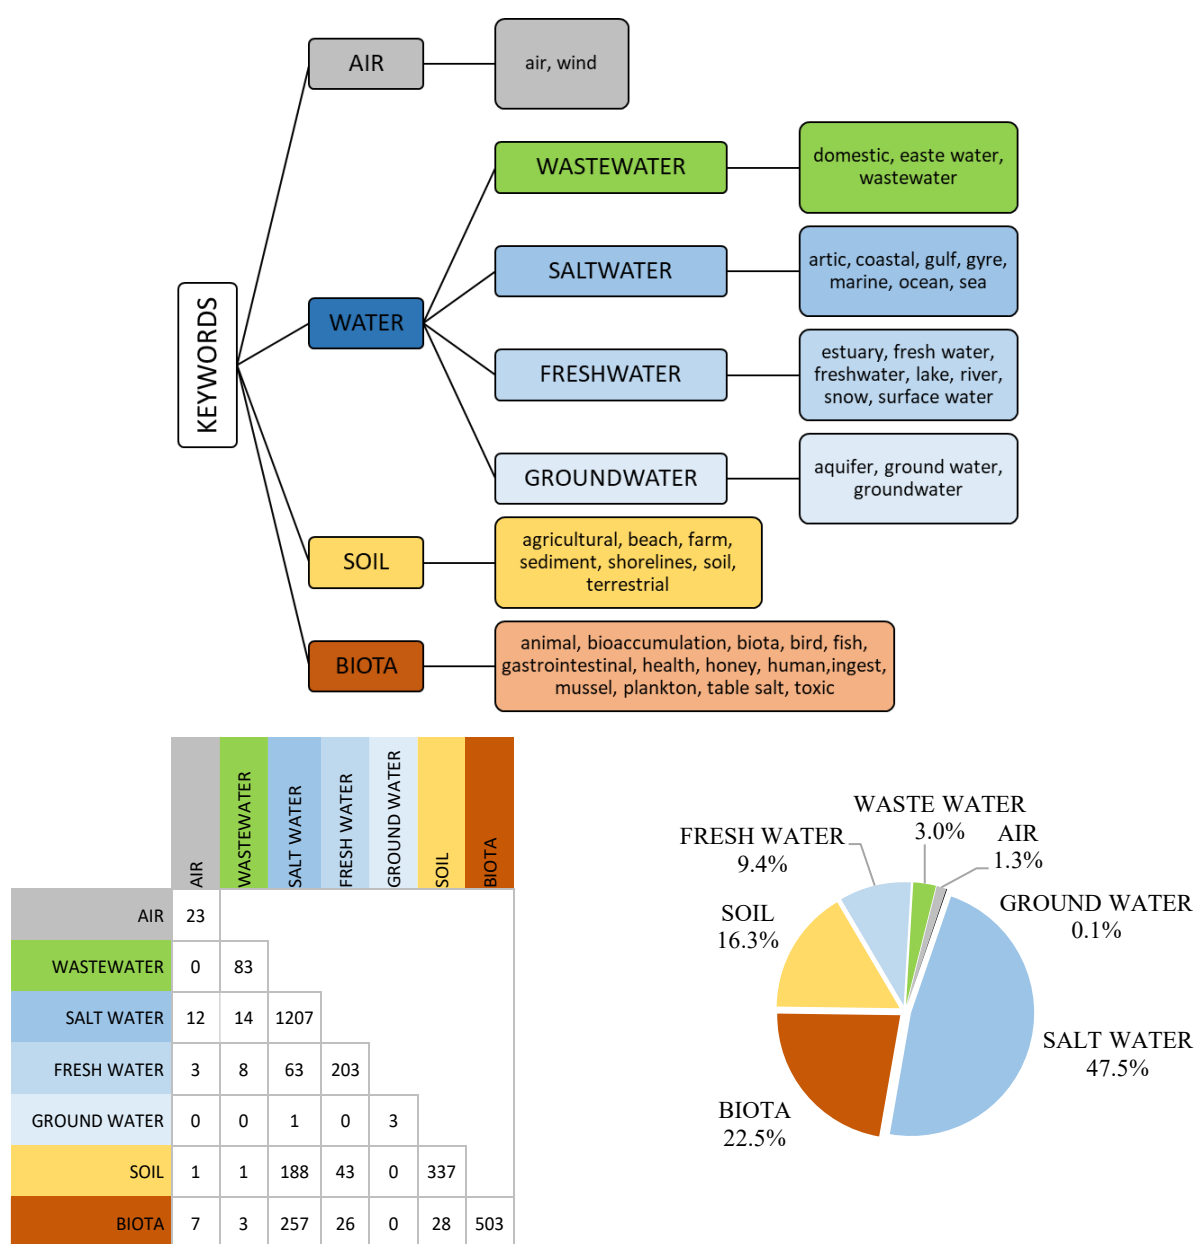 AIR
air, wind
WASTEWATER
domestic, easte water,
wastewater
SALTWATER
artic, coastal, gulf, gyre,
marine, ocean, sea
KEYWORDS
WATER
FRESHWATER
estuary, fresh water,
freshwater, lake, river,
snow, surface water
GROUNDWATER
aquifer, ground water,
groundwater
SOIL
agricultural, beach, farm,
sediment, shorelines, soil,
terrestrial
BIOTA
animal, bioaccumulation, biota, bird, fish,
gastrointestinal, health, honey, human,ingest,
mussel, plankton, table salt, toxic
AIR
WASTEWATER
SALT WATER
FRESH WATER
GROUND WATER
SOIL
BIOTA
AIR 23
WASTEWATER 0 83
SALT WATER 12 14 1207
FRESH WATER 3 8 63 203
GROUND WATER 0 0 1 0 3
SOIL 1 1 188 43 0 337
BIOTA 7 3 257 26 0 28 503
WASTE WATER
3.0%
AIR
1.3%
FRESH WATER
9.4%
GROUND WATER
0.1%
SOIL
16.3%
SALT WATER
47.5%
BIOTA
22.5%